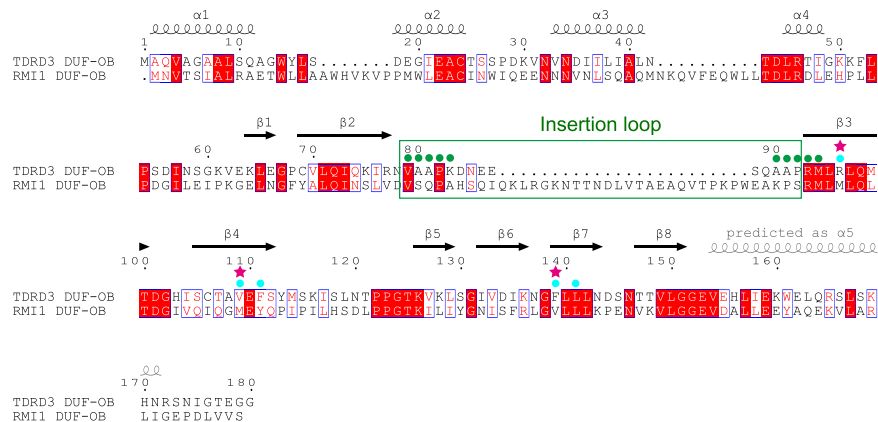 α1 α2 α3 α4
1 10 20 30 40 50
TDRD3 DUF-OB MAQVAGAALSQAGWYLS.......DEGIEACTSSPDKVNVNDIILIALN..........TDLRTIGKKFL
RMI1 DUF-OB .MNVTSIALRAETWLLAAWHVKVPPMWLEACINWIQEENNNVNLSQAQMNKQVFEQWLLTDLRDLEHPLL
β1 β2 Insertion loop β3
60 70 80 90
TDRD3 DUF-OB PSDINSGKVEKLEGPCVLQIQKIRNVAAPKDNEE........................SQAAPRMLRLQM
RMI1 DUF-OB PDGILEIPKGELNGFYALQINSLVDVSQPAHSQIQKLRGKNTTNDLVTAEAQVTPKPWEAKPSRMLMLQL
β4 β5 β6 β7 β8 predicted as α5
100 110 120 130 140 150 160
TDRD3 DUF-OB TDGHISCTAVEFSYMSKISLNTPPGTKVKLSGIVDIKNGFLLLNDSNTTVLGGEVEHLIEKWELQRSLSK
RMI1 DUF-OB TDGIVQIQGMEYQPIPILHSDLPPGTKILIYGNISFRLGVLLLKPENVKVLGGEVDALLEEYAQEKVLAR
170 180
TDRD3 DUF-OB HNRSNIGTEGG
RMI1 DUF-OB LIGEPDLVVS